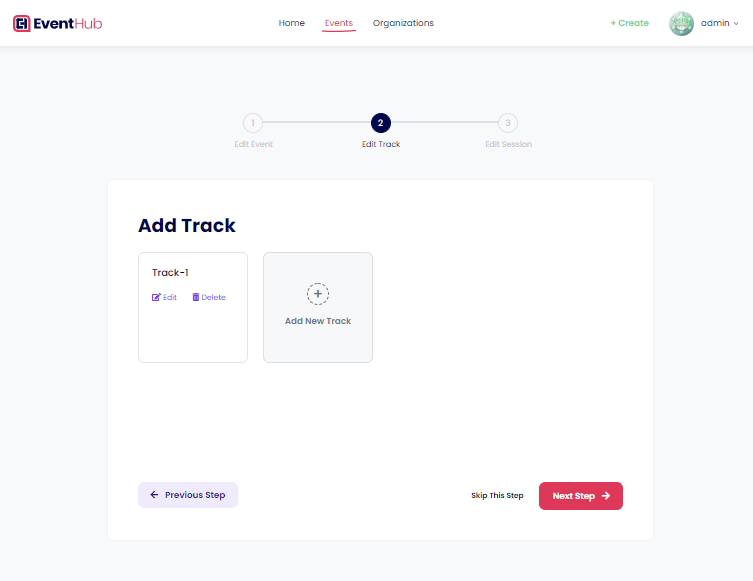 EventHub
Home Events Organizations
+ Create
admin
1 2 3
Edit Event Edit Track Edit Session
Add Track
Track-1
Edit Delete
Add New Track
Previous Step
Skip This Step
Next Step